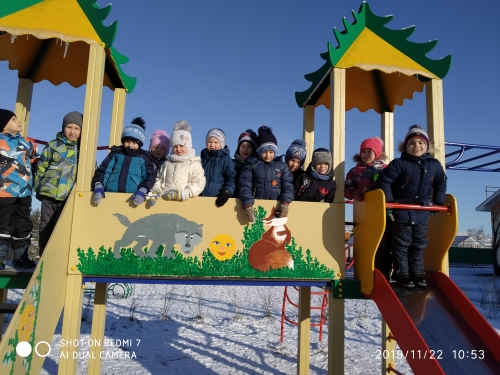 SHOT ON REDMI 7
AI DUAL CAMERA
2019/11/22 10:53